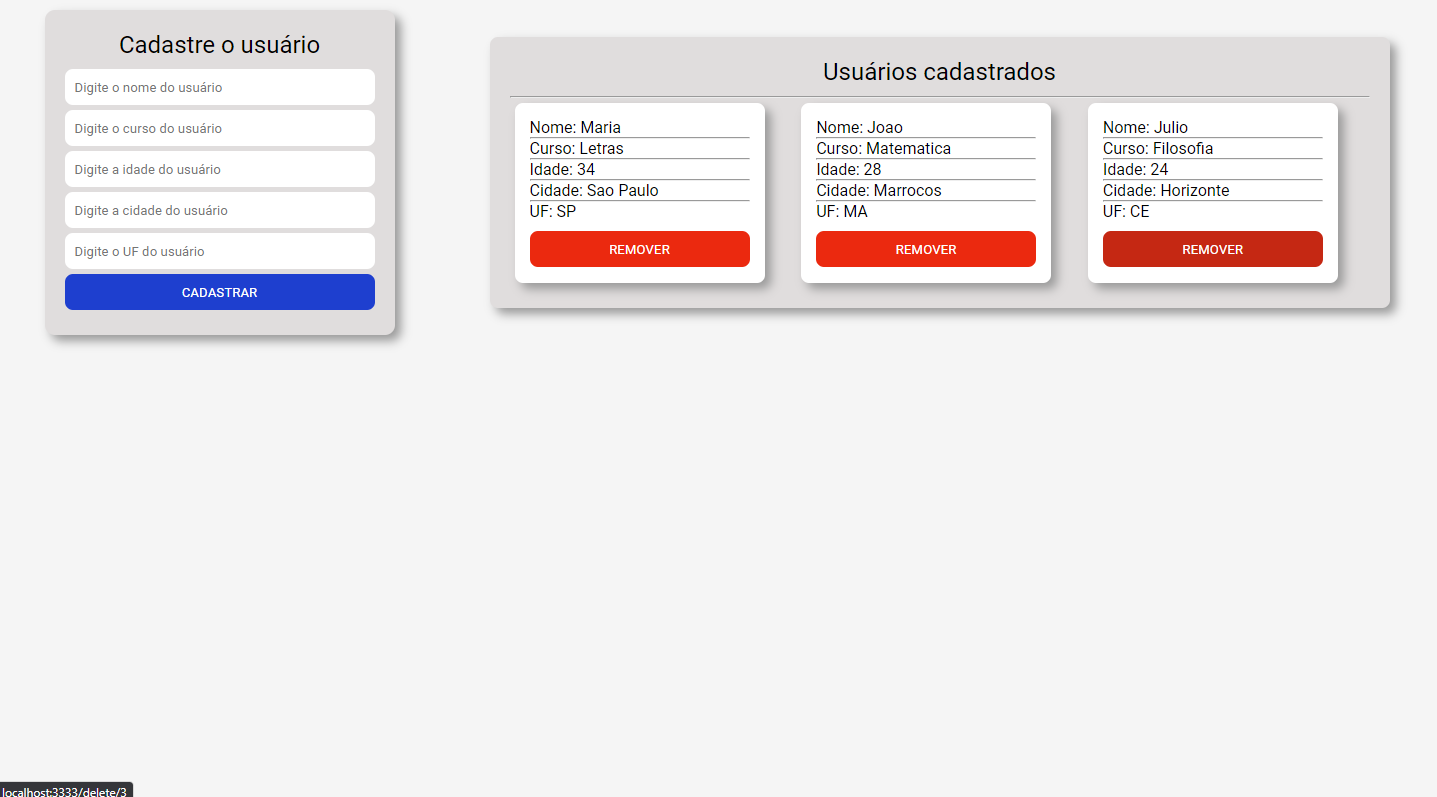 Cadastre o usuário
Digite o nome do usuário
Digite o curso do usuário
Digite a idade do usuário
Digite a cidade do usuário
Digite o UF do usuário
CADASTRAR
Usuários cadastrados
Nome: Maria
Curso: Letras
Idade: 34
Cidade: Sao Paulo
UF: SP
REMOVER
Nome: Joao
Curso: Matematica
Idade: 28
Cidade: Marrocos
UF: MA
REMOVER
Nome: Julio
Curso: Filosofia
Idade: 24
Cidade: Horizonte
UF: CE
REMOVER
localhost:3333/delete/3